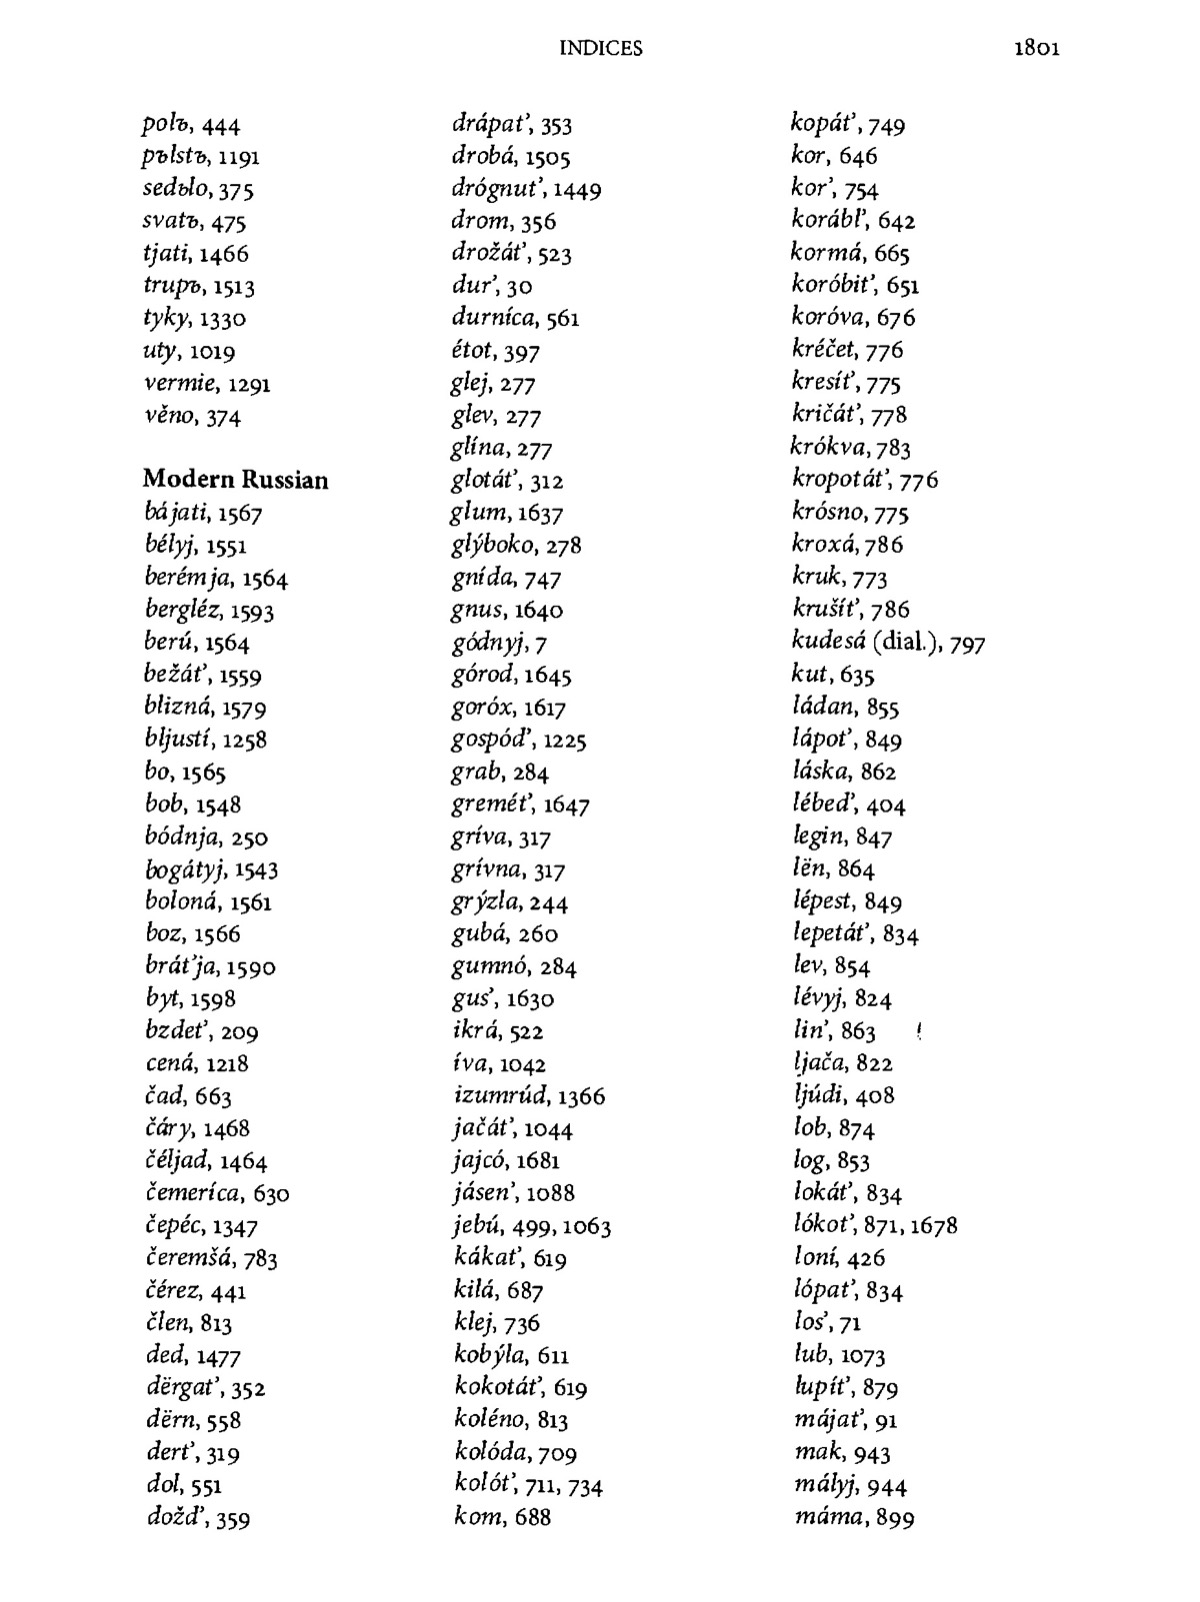 INDICES 1801
polъ, 444
pъlstъ, 1191
sedъlo, 375
svatъ, 475
tjati, 1466
trupъ, 1513
tyky, 1330
uty, 1019
vermie, 1291
věno, 374
Modern Russian
bájati, 1567
bélyj, 1551
berémja, 1564
bergléz, 1593
berú, 1564
bežát’, 1559
blizná, 1579
bljustí, 1258
bo, 1565
bob, 1548
bódnja, 250
bogátyj, 1543
boloná, 1561
boz, 1566
brát’ja, 1590
byt, 1598
bzdet’, 209
cená, 1218
čad, 663
čáry, 1468
čéljad, 1464
čemeríca, 630
čepéc, 1347
čeremšá, 783
čérez, 441
člen, 813
ded, 1477
dërgat’, 352
dërn, 558
dert’, 319
dol, 551
dožd’, 359
drápat’, 353
drobá, 1505
drógnut’, 1449
drom, 356
drožát’, 523
dur’, 30
durníca, 561
étot, 397
glej, 277
glev, 277
glína, 277
glotát’, 312
glum, 1637
glýboko, 278
gnída, 747
gnus, 1640
gódnyj, 7
górod, 1645
goróx, 1617
gospód’, 1225
grab, 284
gremét’, 1647
gríva, 317
grívna, 317
grýzla, 244
gubá, 260
gumnó, 284
gus’, 1630
ikrá, 522
íva, 1042
izumrúd, 1366
jačát’, 1044
jajcó, 1681
jásen’, 1088
jebú, 499, 1063
kákat’, 619
kilá, 687
klej, 736
kobýla, 611
kokotát’, 619
koléno, 813
kolóda, 709
kolót’, 711, 734
kom, 688
kopát’, 749
kor, 646
kor’, 754
korábl’, 642
kormá, 665
koróbit’, 651
koróva, 676
kréčet, 776
kresít’, 775
kričát’, 778
krókva, 783
kropotát’, 776
krósno, 775
kroxá, 786
kruk, 773
krušít’, 786
kudesá (dial.), 797
kut, 635
ládan, 855
lápot’, 849
láska, 862
lébed’, 404
legin, 847
lën, 864
lépest, 849
lepetát’, 834
lev, 854
lévyj, 824
lin’, 863
ljača, 822
ljúdi, 408
lob, 874
log, 853
lokát’, 834
lókot’, 871, 1678
loní, 426
lópat’, 834
los’, 71
lub, 1073
lupít’, 879
májat’, 91
mak, 943
mályj, 944
máma, 899